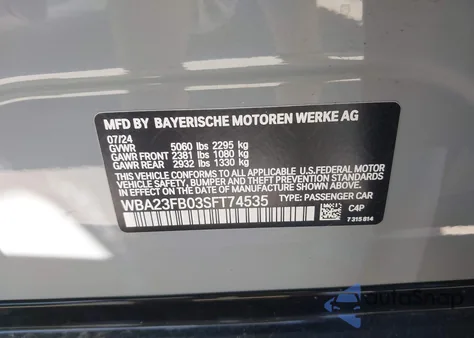 MFD BY BAYERISCHE MOTOREN WERKE AG
07/24
GVWR 5060 lbs 2295 kg
GAWR FRONT 2381 lbs 1080 kg
GAWR REAR 2932 lbs 1330 kg
THIS VEHICLE CONFORMS TO ALL APPLICABLE U.S. FEDERAL MOTOR
VEHICLE SAFETY, BUMPER, AND THEFT PREVENTION STANDARDS
IN EFFECT ON THE DATE OF MANUFACTURE SHOWN ABOVE.
WBA23FB03SFT74535 TYPE: PASSENGER CAR
C4P
7 315 814
autoSnap